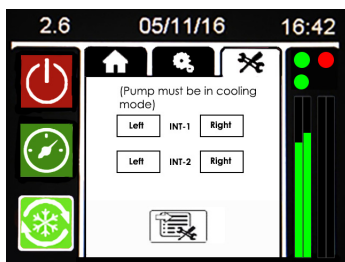 2.6 05/11/16 16:42
(Pump must be in cooling
mode)
Left INT-1 Right
Left INT-2 Right